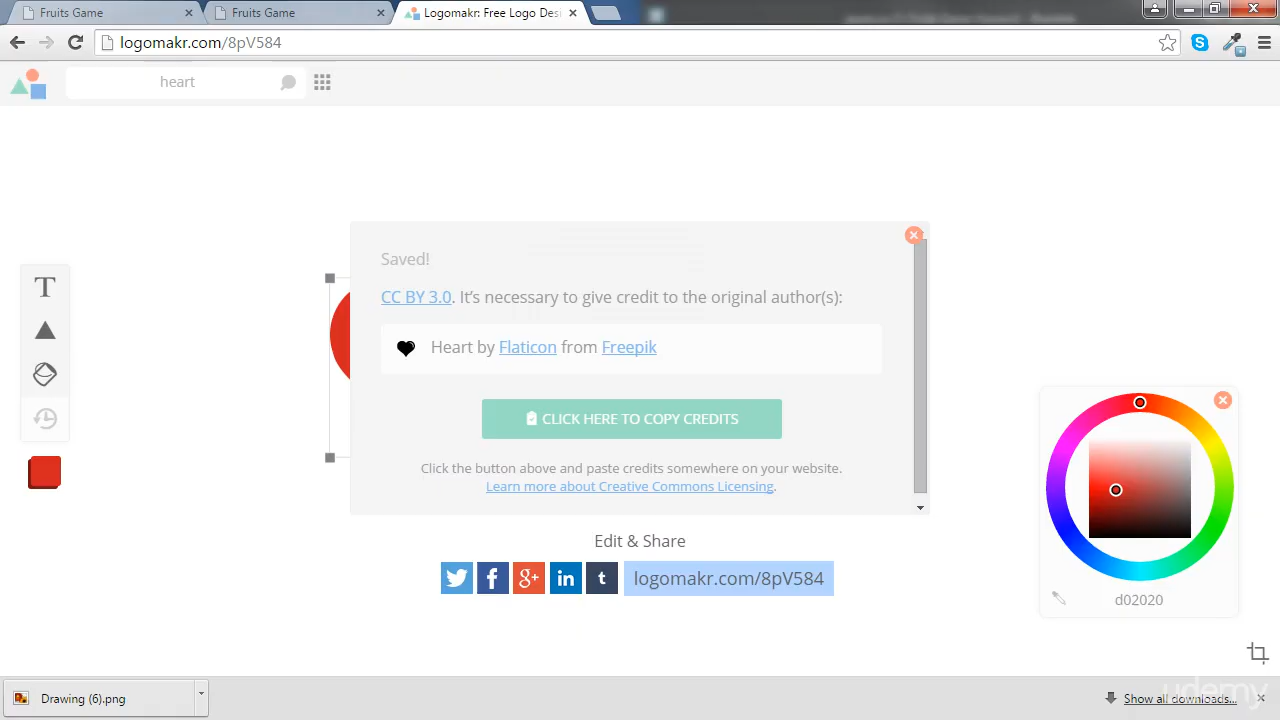 Fruits Game
Fruits Game
Logomakr: Free Logo Desi
logomakr.com/8pV584
heart
Saved!
CC BY 3.0. It's necessary to give credit to the original author(s):
Heart by Flaticon from Freepik
CLICK HERE TO COPY CREDITS
Click the button above and paste credits somewhere on your website.
Learn more about Creative Commons Licensing.
Edit & Share
logomakr.com/8pV584
d02020
Drawing (6).png
Show all downloads...
udemy